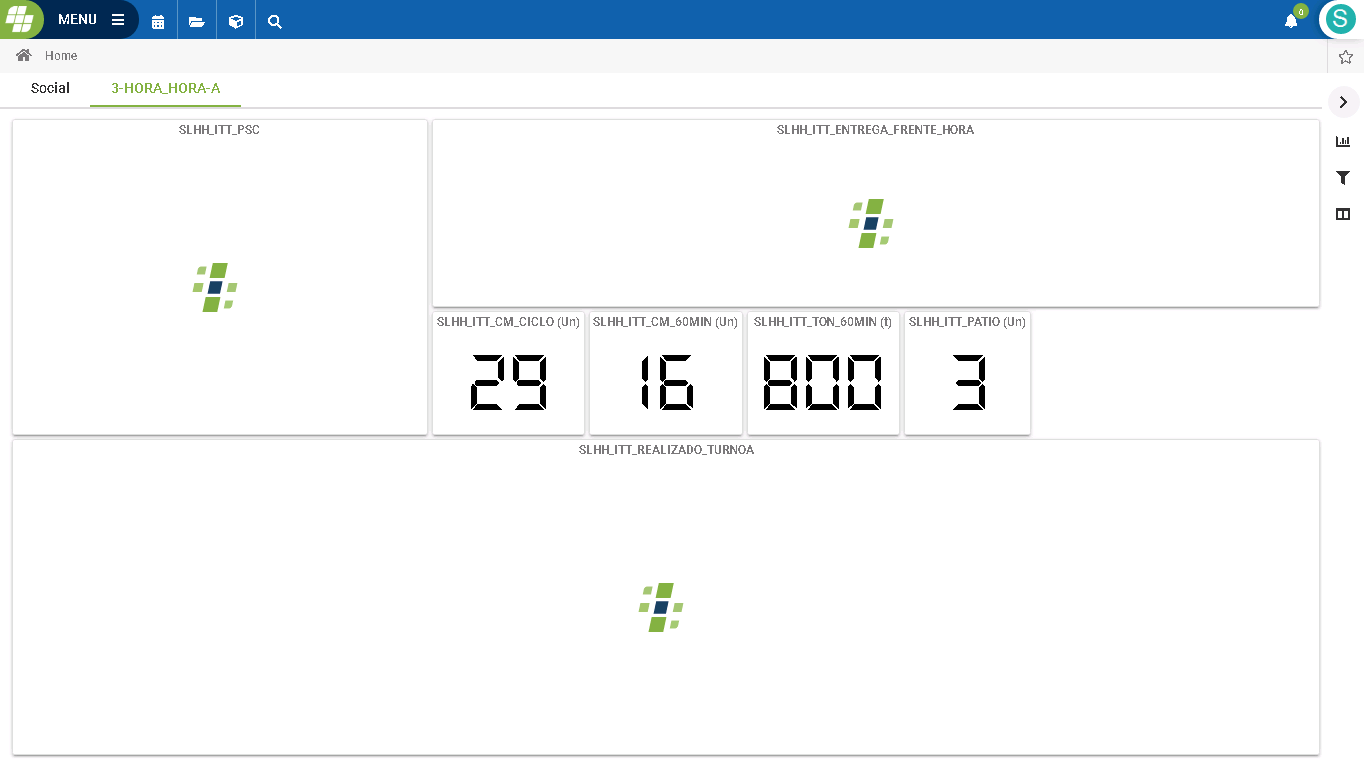 MENU
0
S
Home
Social
3-HORA_HORA-A
SLHH_ITT_PSC
SLHH_ITT_ENTREGA_FRENTE_HORA
SLHH_ITT_CM_CICLO (Un)
29
SLHH_ITT_CM_60MIN (Un)
16
SLHH_ITT_TON_60MIN (t)
800
SLHH_ITT_PATIO (Un)
3
SLHH_ITT_REALIZADO_TURNOA